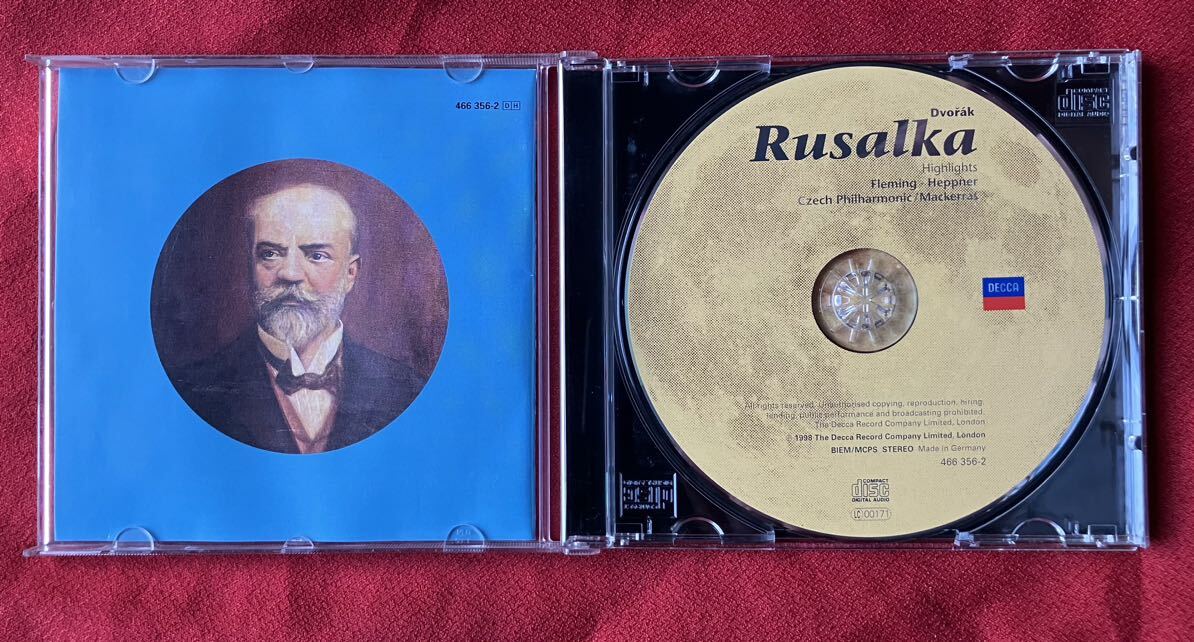 466 356-2 DH
COMPACT
disc
DIGITAL AUDIO
Dvořák
Rusalka
Highlights
Fleming · Heppner
Czech Philharmonic/Mackerras
DECCA
All rights reserved. Unauthorised copying, reproduction, hiring,
lending, public performance and broadcasting prohibited.
The Decca Record Company Limited, London
℗ 1998 The Decca Record Company Limited, London
BIEM/MCPS STEREO Made in Germany
466 356-2
COMPACT
disc
DIGITAL AUDIO
LC 00171
COMPACT
disc